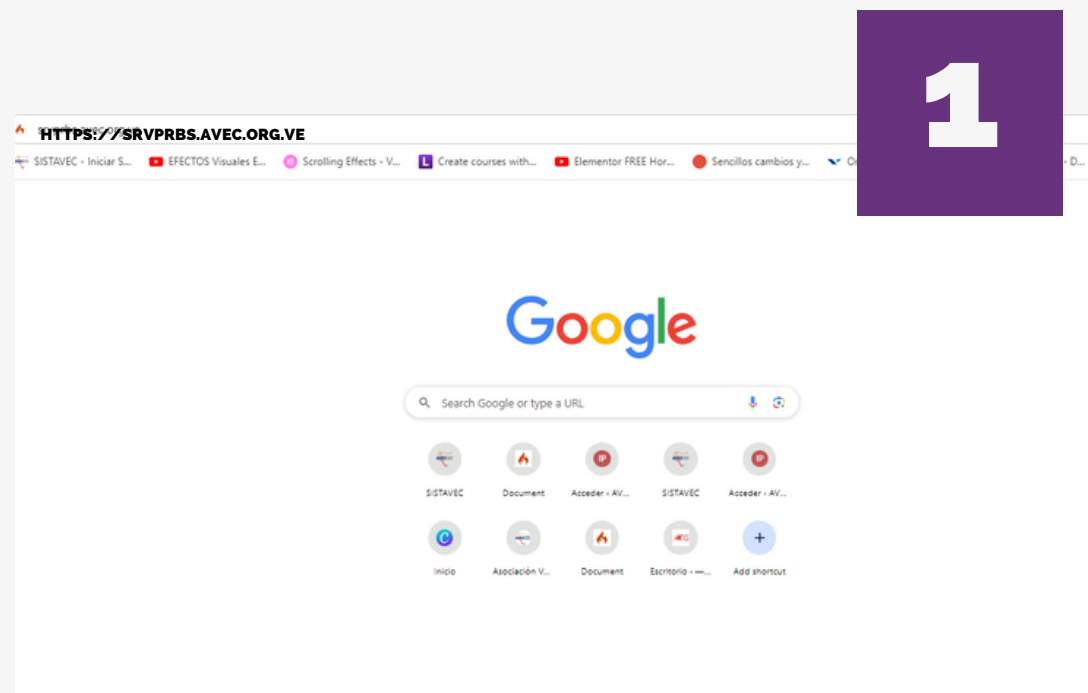 1
HTTPS://SRVPRBS.AVEC.ORG.VE
SISTAVEC - Iniciar S... EFECTOS Visuales E... Scrolling Effects - V... L Create courses with... Elementor FREE Hor... Sencillos cambios y... - D...
Google
Search Google or type a URL
SISTAVEC Document Acceder ‹ AV... SISTAVEC Acceder ‹ AV...
Inicio Asociación V... Document Escritorio ‹ —... Add shortcut